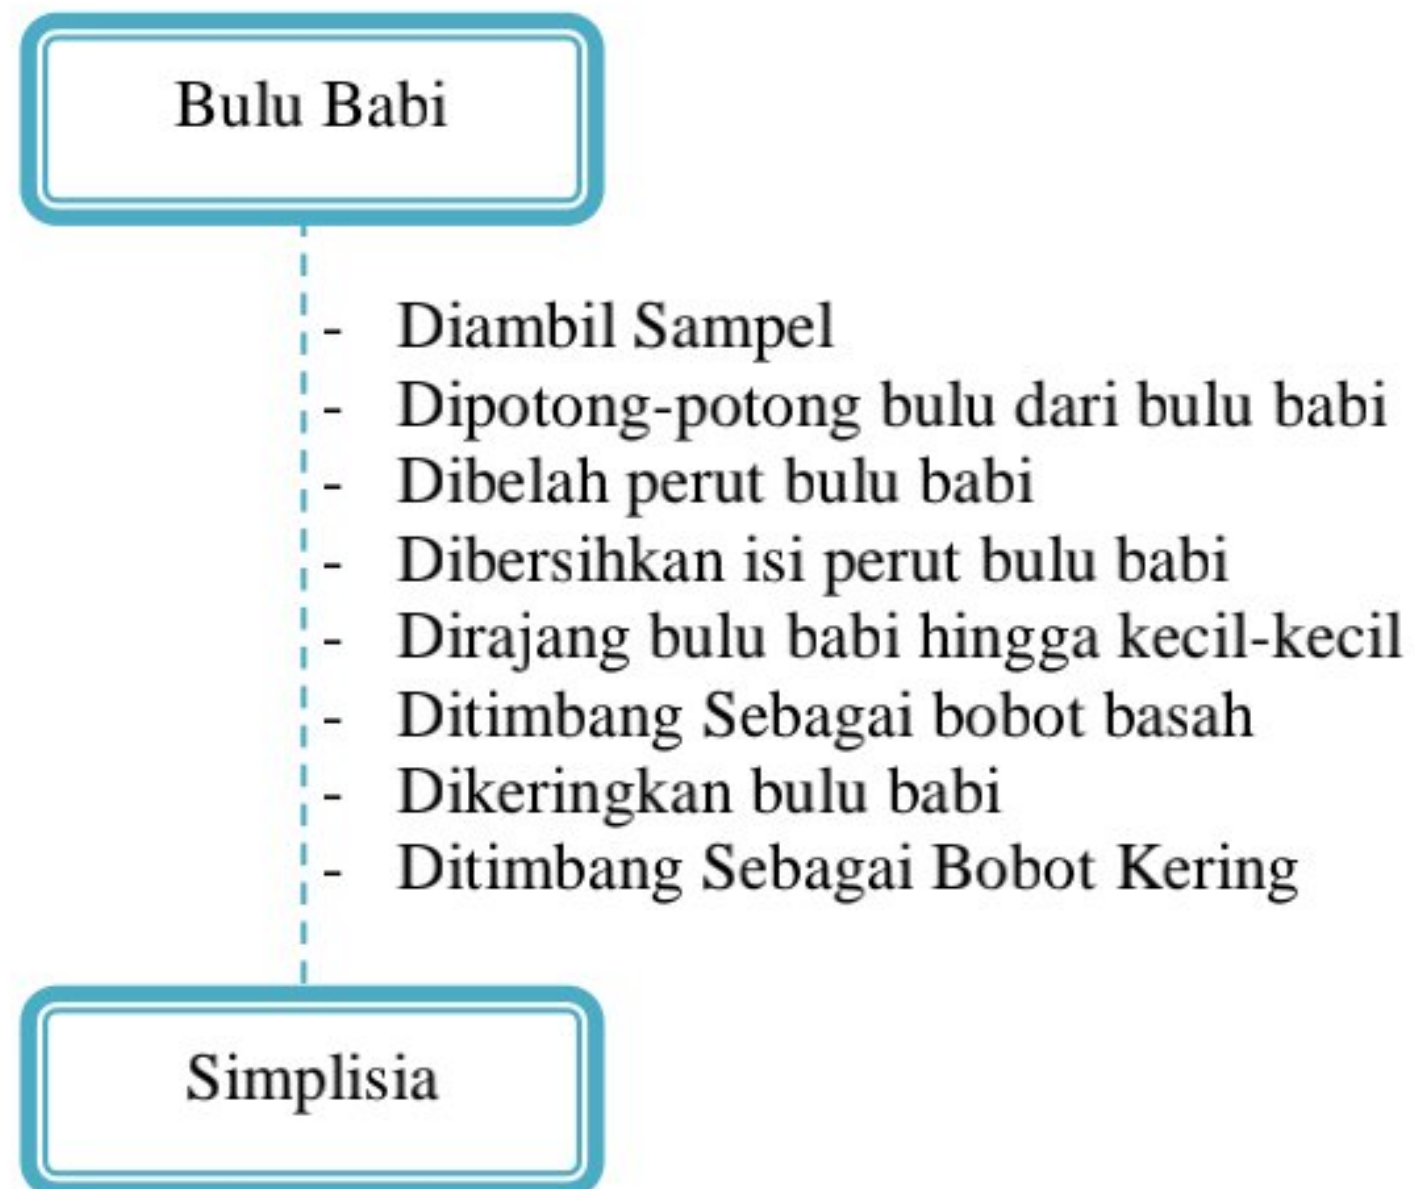 Bulu Babi
- Diambil Sampel
- Dipotong-potong bulu dari bulu babi
- Dibelah perut bulu babi
- Dibersihkan isi perut bulu babi
- Dirajang bulu babi hingga kecil-kecil
- Ditimbang Sebagai bobot basah
- Dikeringkan bulu babi
- Ditimbang Sebagai Bobot Kering
Simplisia